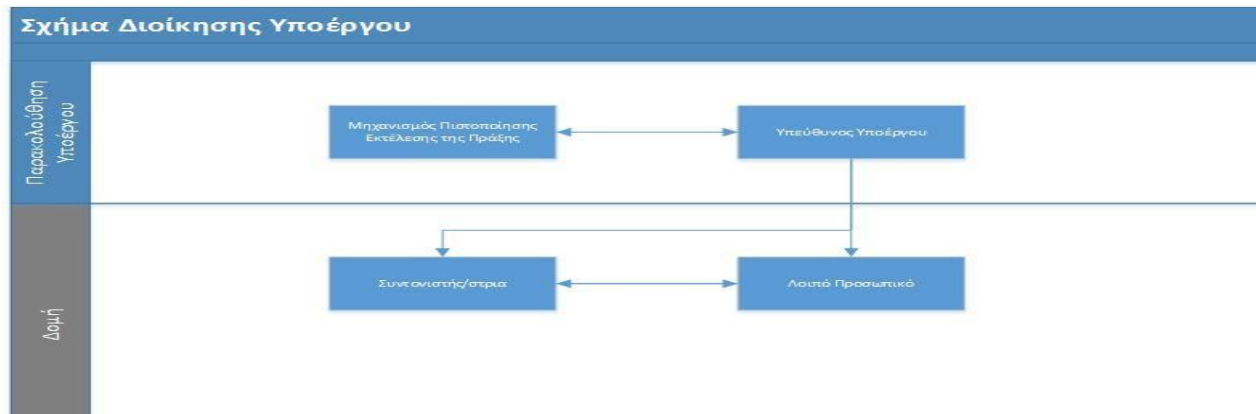 Σχήμα Διοίκησης Υποέργου
Παρακολούθηση
Υποέργου
Μηχανισμός Πιστοποίησης
Εκτέλεσης της Πράξης
Υπεύθυνος Υποέργου
Δομή
Συντονιστής/στρια
Λοιπό Προσωπικό